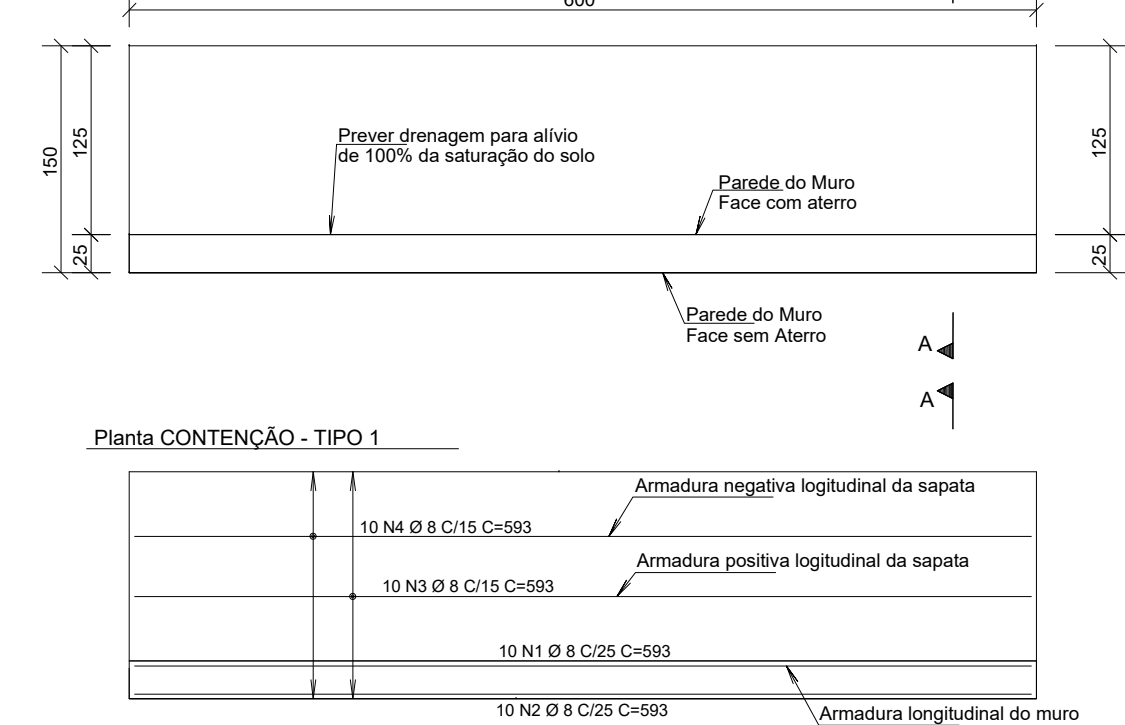 600
150
125
25
Prever drenagem para alívio
de 100% da saturação do solo
Parede do Muro
Face com aterro
125
25
Parede do Muro
Face sem Aterro
A
A
Planta CONTENÇÃO - TIPO 1
Armadura negativa logitudinal da sapata
10 N4 Ø 8 C/15 C=593
Armadura positiva logitudinal da sapata
10 N3 Ø 8 C/15 C=593
10 N1 Ø 8 C/25 C=593
10 N2 Ø 8 C/25 C=593
Armadura longitudinal do muro